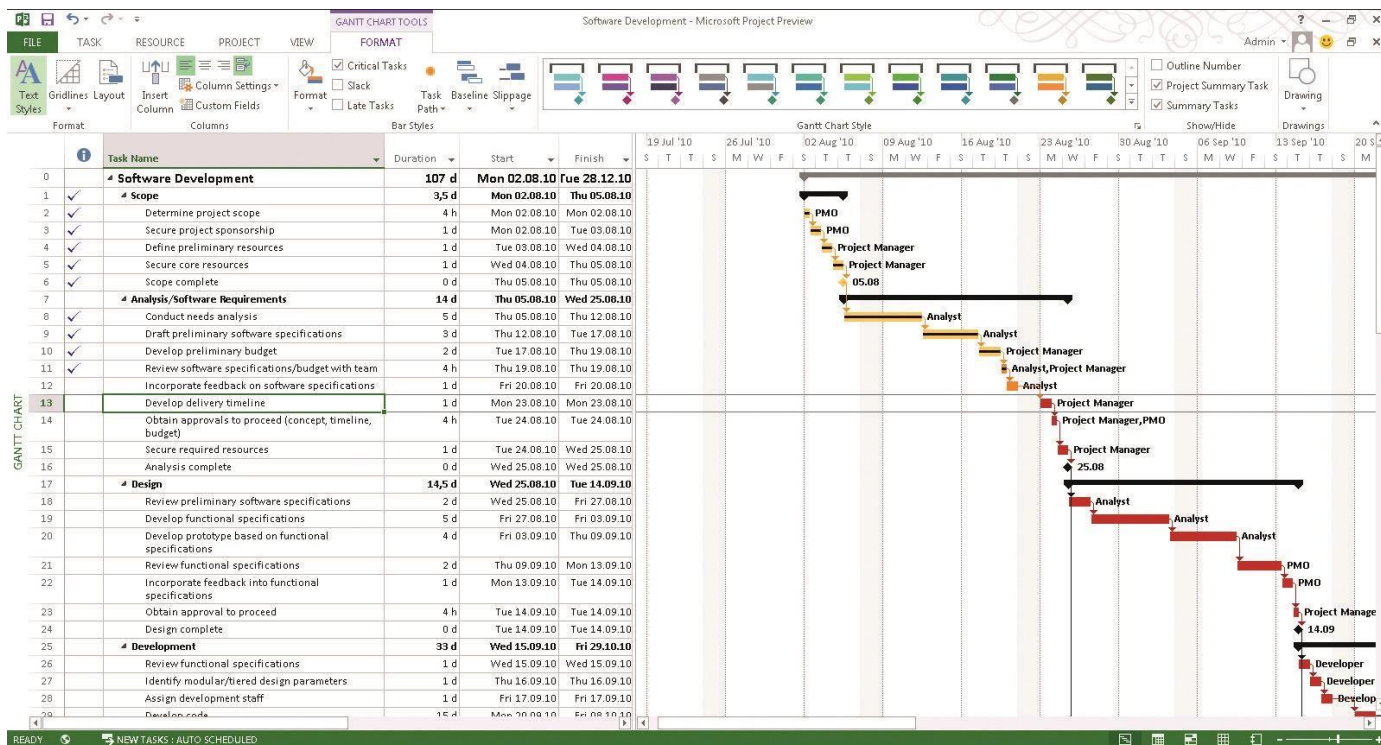 GANTT CHART TOOLS
Software Development - Microsoft Project Preview
FILE TASK RESOURCE PROJECT VIEW FORMAT
Admin
Text Styles
Gridlines
Layout
Format
Insert Column
Column Settings
Custom Fields
Columns
Format
Critical Tasks
Slack
Late Tasks
Task Path
Baseline
Slippage
Bar Styles
Gantt Chart Style
Outline Number
Project Summary Task
Summary Tasks
Show/Hide
Drawing
Drawings
19 Jul '10 26 Jul '10 02 Aug '10 09 Aug '10 16 Aug '10 23 Aug '10 30 Aug '10 06 Sep '10 13 Sep '10 20 S
S T T S M W F S T T S M W F S T T S M W F S T T S M W F S T T S M
Task Name Duration Start Finish
0 Software Development 107 d Mon 02.08.10 Tue 28.12.10
1 Scope 3,5 d Mon 02.08.10 Thu 05.08.10
2 Determine project scope 4 h Mon 02.08.10 Mon 02.08.10 PMO
3 Secure project sponsorship 1 d Mon 02.08.10 Tue 03.08.10 PMO
4 Define preliminary resources 1 d Tue 03.08.10 Wed 04.08.10 Project Manager
5 Secure core resources 1 d Wed 04.08.10 Thu 05.08.10 Project Manager
6 Scope complete 0 d Thu 05.08.10 Thu 05.08.10 05.08
7 Analysis/Software Requirements 14 d Thu 05.08.10 Wed 25.08.10
8 Conduct needs analysis 5 d Thu 05.08.10 Thu 12.08.10 Analyst
9 Draft preliminary software specifications 3 d Thu 12.08.10 Tue 17.08.10 Analyst
10 Develop preliminary budget 2 d Tue 17.08.10 Thu 19.08.10 Project Manager
11 Review software specifications/budget with team 4 h Thu 19.08.10 Thu 19.08.10 Analyst,Project Manager
12 Incorporate feedback on software specifications 1 d Fri 20.08.10 Fri 20.08.10 Analyst
13 Develop delivery timeline 1 d Mon 23.08.10 Mon 23.08.10 Project Manager
14 Obtain approvals to proceed (concept, timeline, 4 h Tue 24.08.10 Tue 24.08.10 Project Manager,PMO
budget)
15 Secure required resources 1 d Tue 24.08.10 Wed 25.08.10 Project Manager
16 Analysis complete 0 d Wed 25.08.10 Wed 25.08.10 25.08
17 Design 14,5 d Wed 25.08.10 Tue 14.09.10
18 Review preliminary software specifications 2 d Wed 25.08.10 Fri 27.08.10 Analyst
19 Develop functional specifications 5 d Fri 27.08.10 Fri 03.09.10 Analyst
20 Develop prototype based on functional 4 d Fri 03.09.10 Thu 09.09.10 Analyst
specifications
21 Review functional specifications 2 d Thu 09.09.10 Mon 13.09.10 PMO
22 Incorporate feedback into functional 1 d Mon 13.09.10 Tue 14.09.10 PMO
specifications
23 Obtain approval to proceed 4 h Tue 14.09.10 Tue 14.09.10 Project Manage
24 Design complete 0 d Tue 14.09.10 Tue 14.09.10 14.09
25 Development 33 d Wed 15.09.10 Fri 29.10.10
26 Review functional specifications 1 d Wed 15.09.10 Wed 15.09.10 Developer
27 Identify modular/tiered design parameters 1 d Thu 16.09.10 Thu 16.09.10 Developer
28 Assign development staff 1 d Fri 17.09.10 Fri 17.09.10 Develop
29 Develop code 15 d Mon 20.09.10 Fri 08.10.10
GANTT CHART
READY NEW TASKS : AUTO SCHEDULED